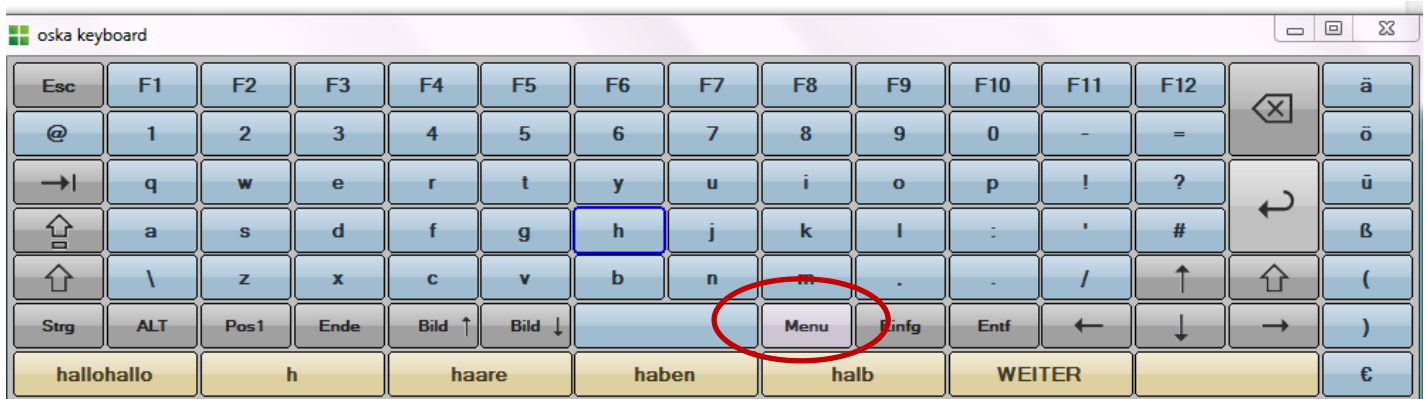 oska keyboard
Esc F1 F2 F3 F4 F5 F6 F7 F8 F9 F10 F11 F12 ä
@ 1 2 3 4 5 6 7 8 9 0 - = ö
q w e r t y u i o p ! ? ü
a s d f g h j k l : ' # ß
\ z x c v b n m . - / (
Strg ALT Pos1 Ende Bild ↑ Bild ↓ Menu Einfg Entf ← ↓ → )
hallohallo h haare haben halb WEITER €